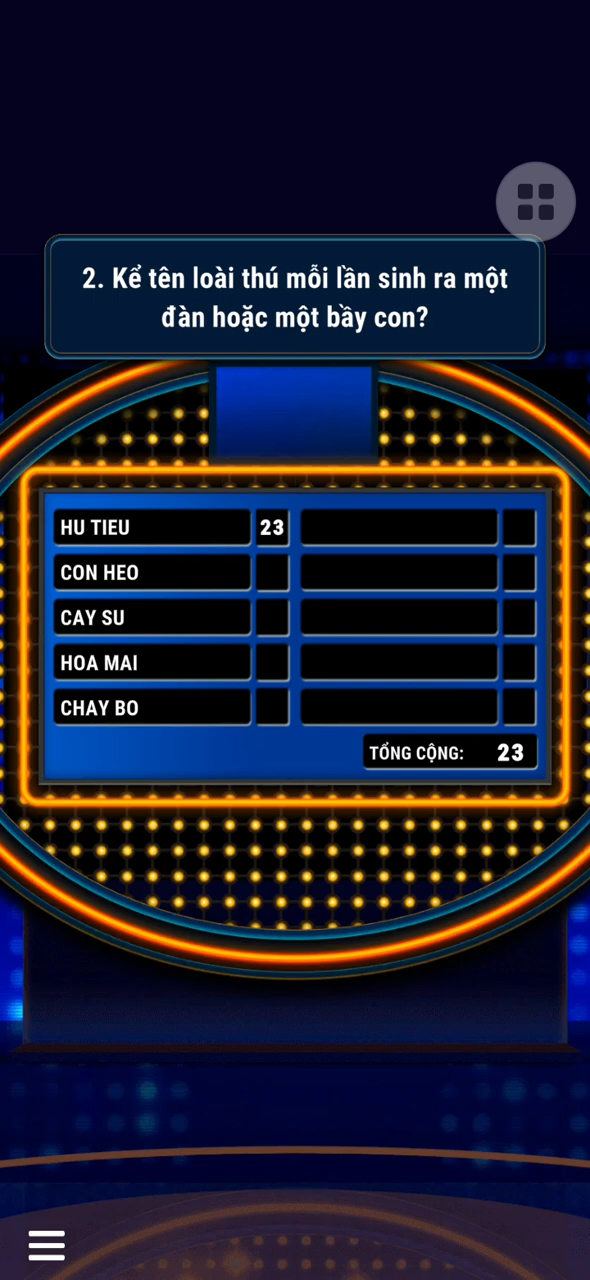 2. Kể tên loài thú mỗi lần sinh ra một
đàn hoặc một bầy con?
HU TIEU 23
CON HEO
CAY SU
HOA MAI
CHAY BO
TỔNG CỘNG: 23